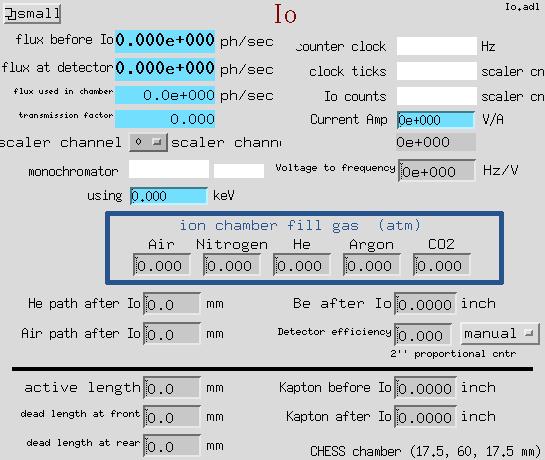 small
Io
Io.adl
flux before Io 0.000e+000 ph/sec
ounter clock Hz
flux at detector 0.000e+000 ph/sec
clock ticks scaler cn
flux used in chamber 0.0e+000 ph/sec
Io counts scaler cn
transmission factor 0.000
Current Amp 0e+000 V/A
scaler channel 0 scaler chann
0e+000
monochromator
Voltage to frequency 0e+000 Hz/V
using 0.000 keV
ion chamber fill gas (atm)
Air Nitrogen He Argon CO2
0.000 0.000 0.000 0.000 0.000
He path after Io 0.0 mm
Be after Io 0.0000 inch
Air path after Io 0.0 mm
Detector efficiency 0.000 manual
2'' proportional cntr
active length 0.0 mm
Kapton before Io 0.0000 inch
dead length at front 0.0 mm
Kapton after Io 0.0000 inch
dead length at rear 0.0 mm
CHESS chamber (17.5, 60, 17.5 mm)